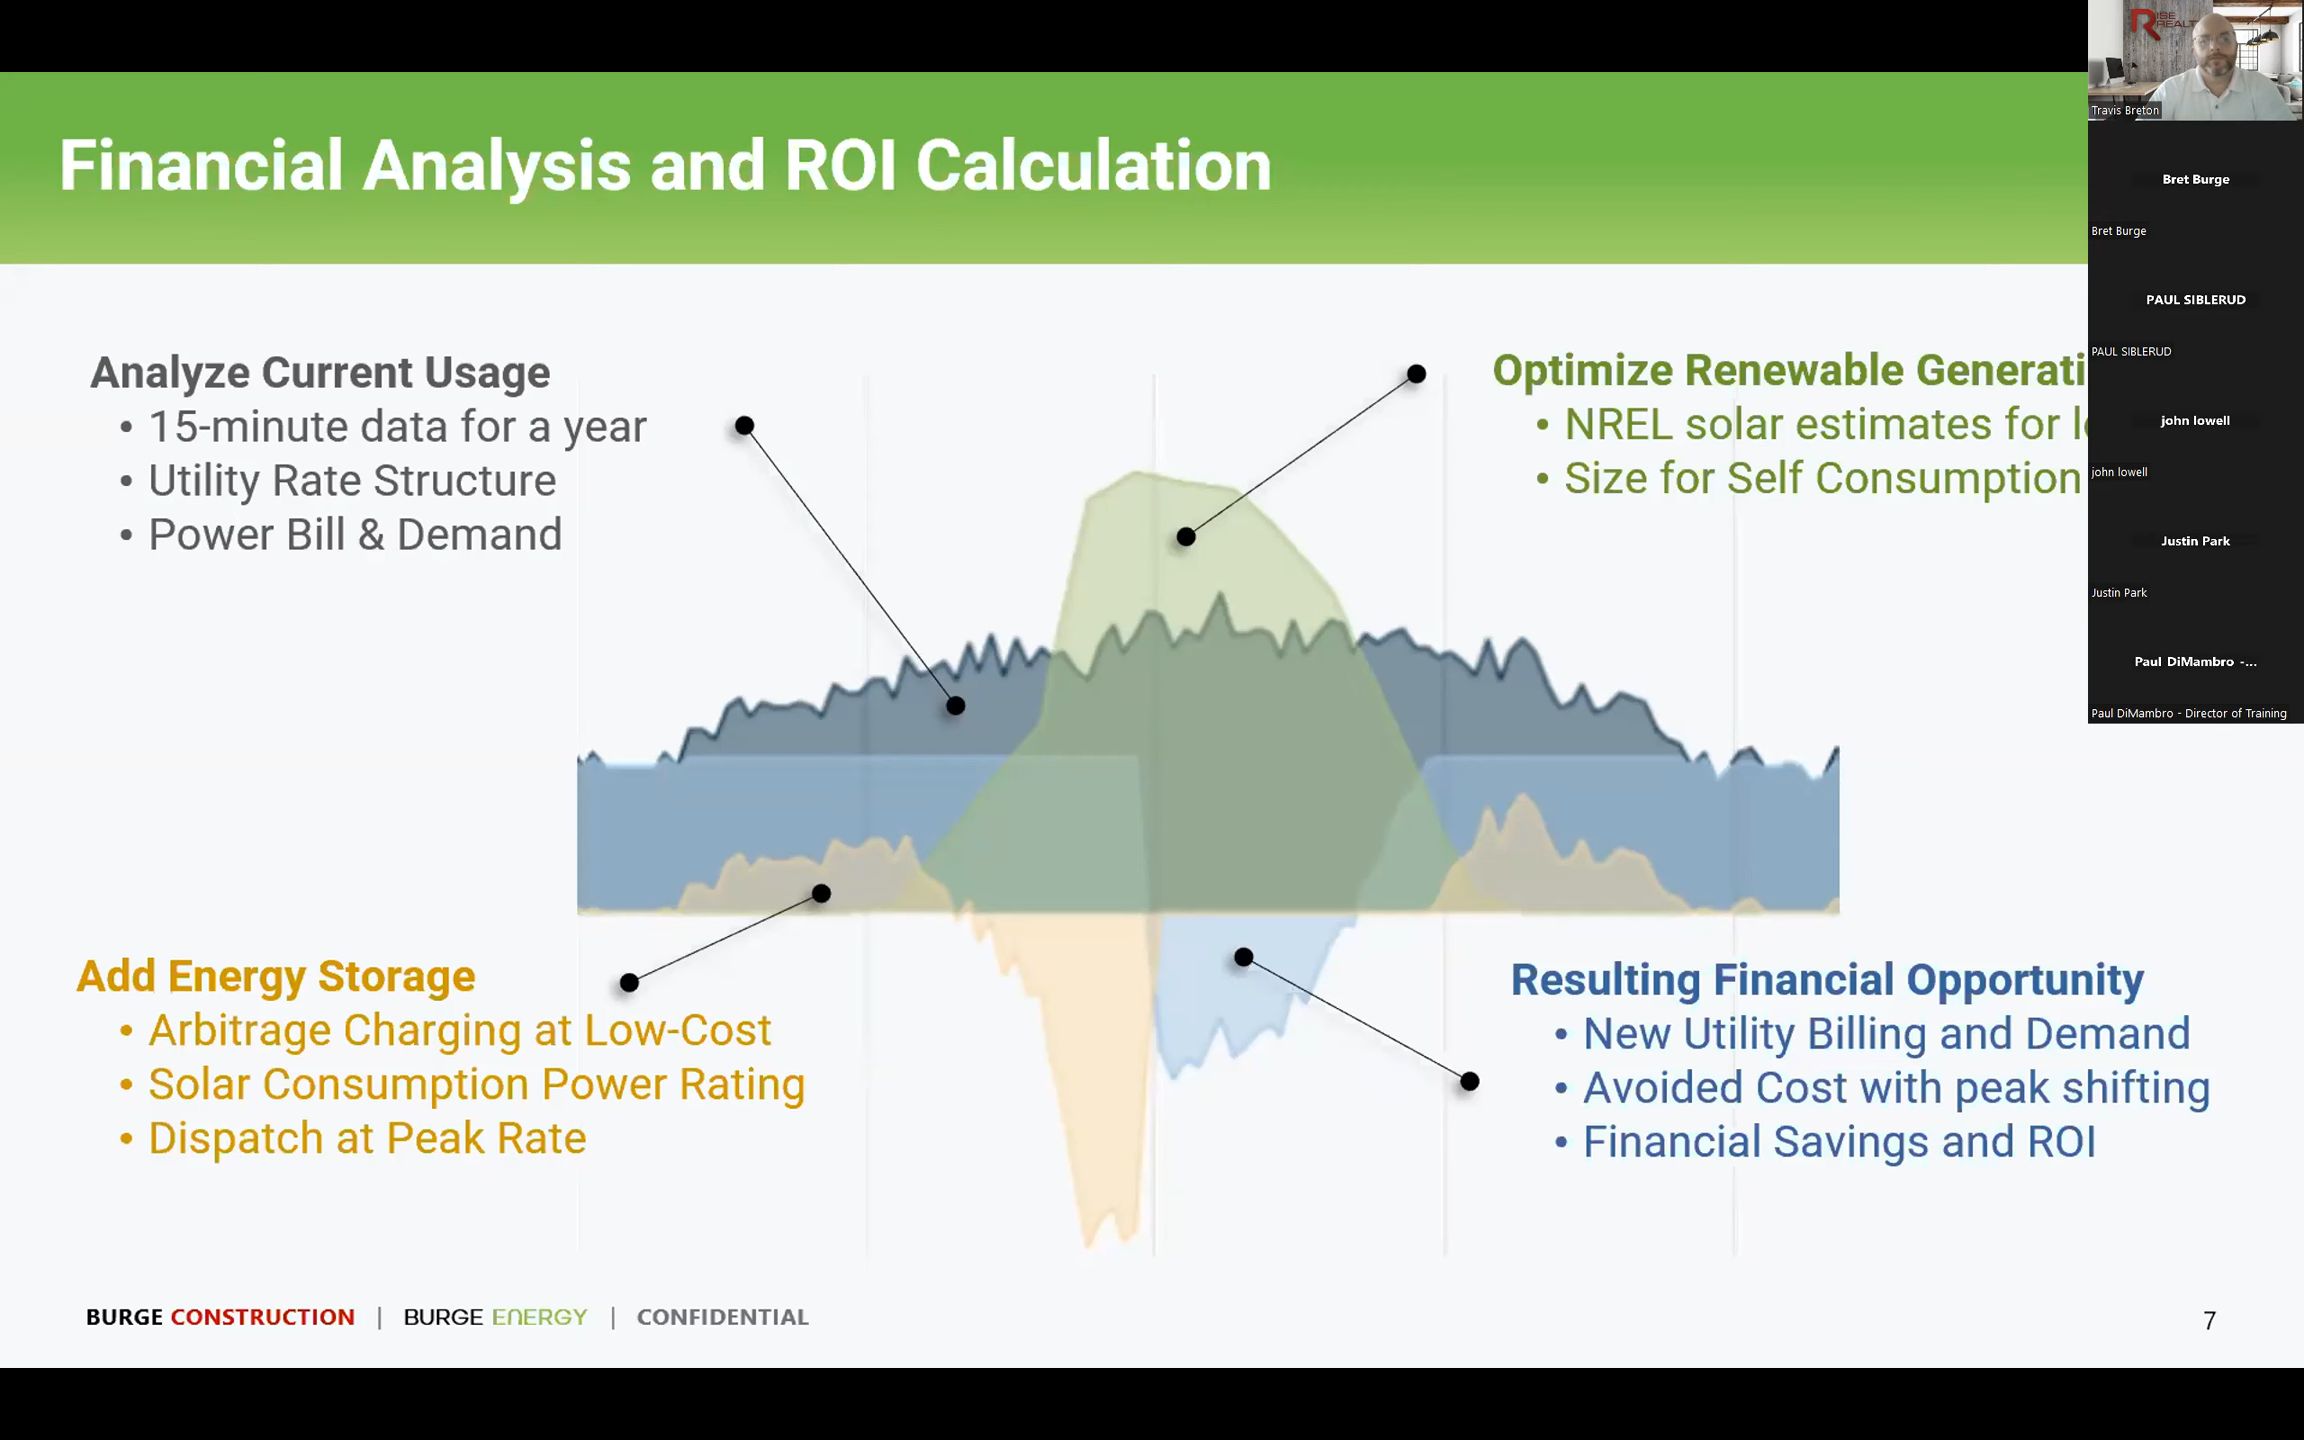 Financial Analysis and ROI Calculation
Analyze Current Usage
• 15-minute data for a year
• Utility Rate Structure
• Power Bill & Demand
Optimize Renewable Generati
• NREL solar estimates for l
• Size for Self Consumption
Add Energy Storage
• Arbitrage Charging at Low-Cost
• Solar Consumption Power Rating
• Dispatch at Peak Rate
Resulting Financial Opportunity
• New Utility Billing and Demand
• Avoided Cost with peak shifting
• Financial Savings and ROI
BURGE CONSTRUCTION | BURGE ENERGY | CONFIDENTIAL
7
RISE
REALT
Travis Breton
Bret Burge
Bret Burge
PAUL SIBLERUD
PAUL SIBLERUD
john lowell
john lowell
Justin Park
Justin Park
Paul DiMambro -...
Paul DiMambro - Director of Training